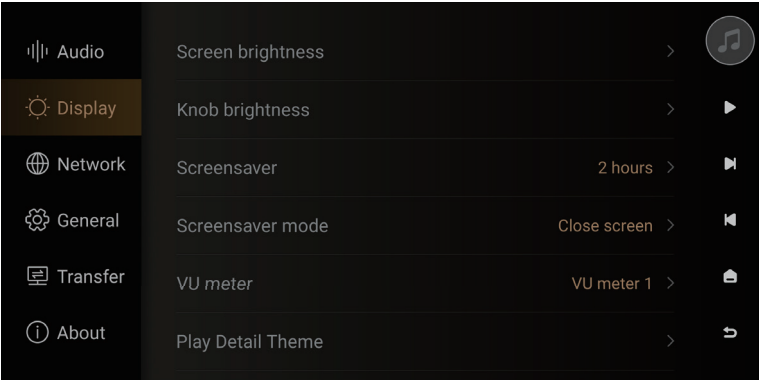 Audio
Display
Network
General
Transfer
About
Screen brightness
Knob brightness
Screensaver 2 hours
Screensaver mode Close screen
VU meter VU meter 1
Play Detail Theme